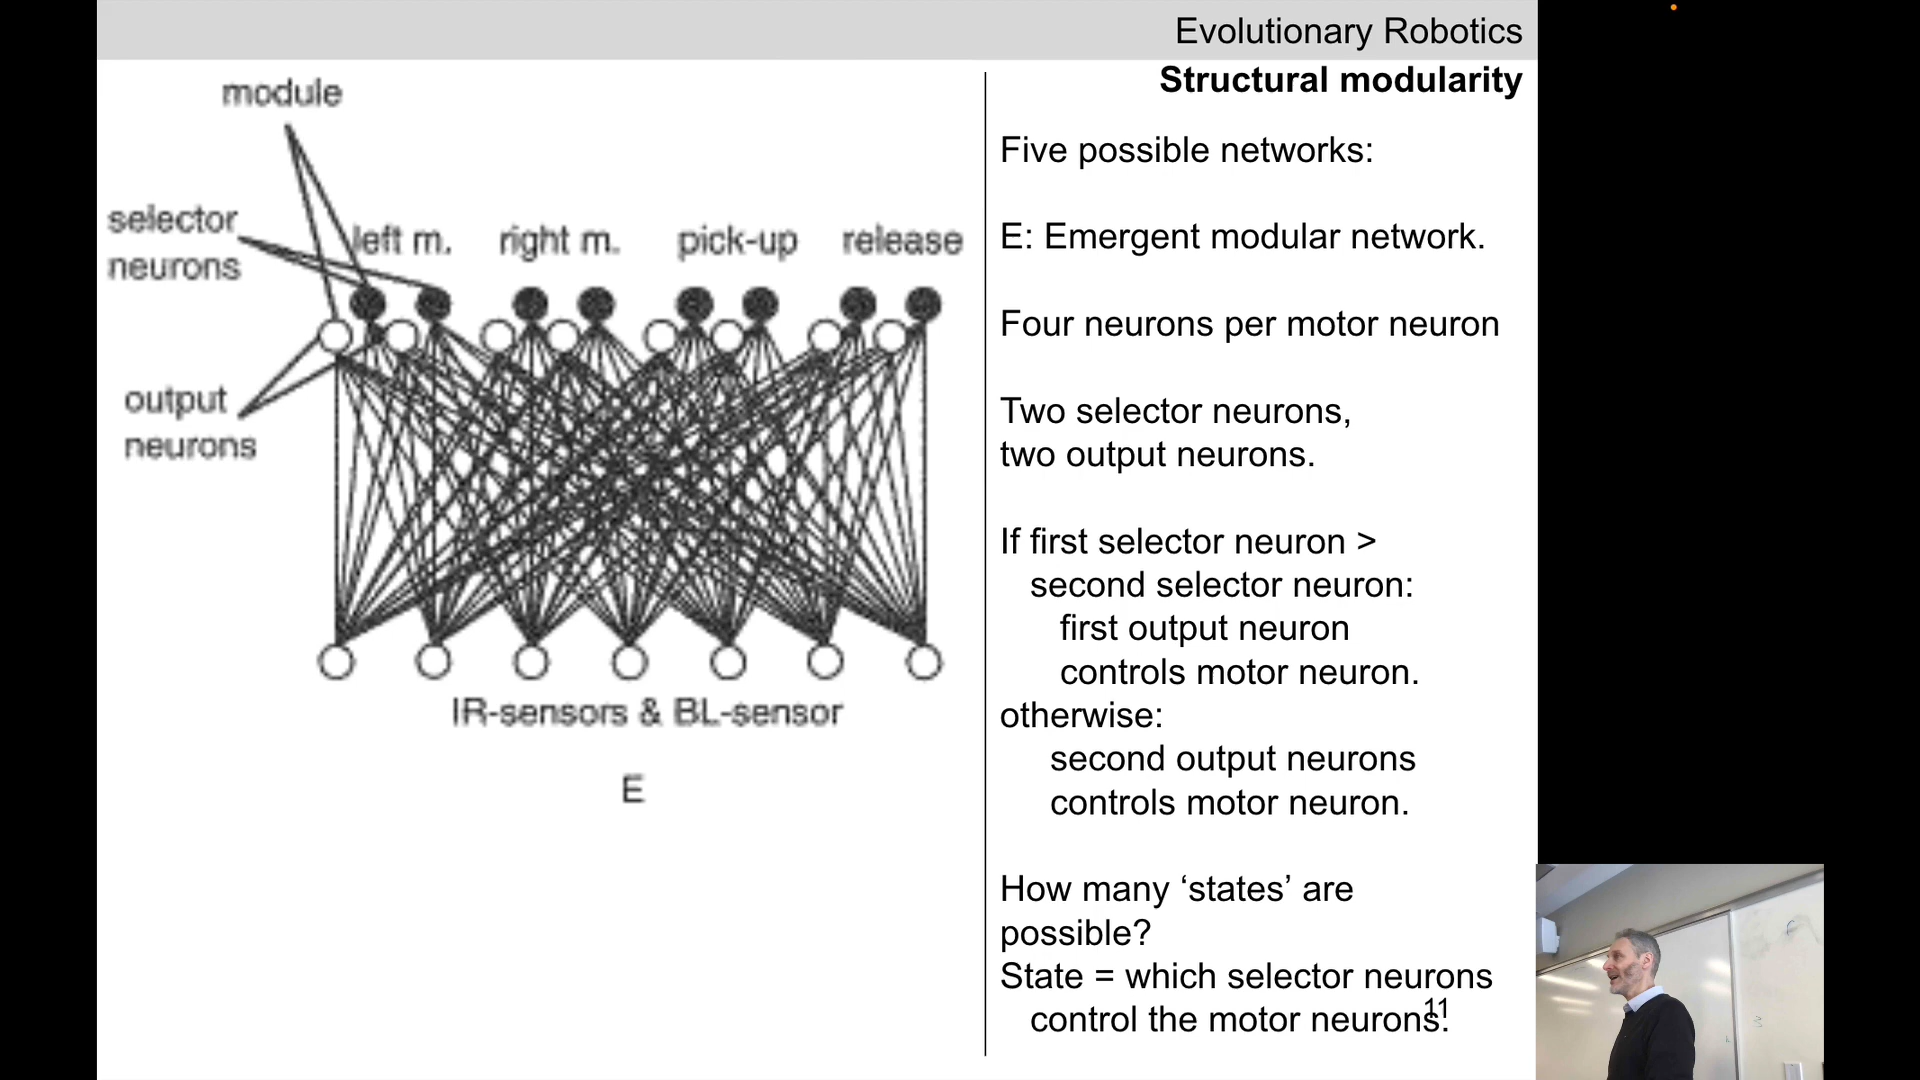 Evolutionary Robotics
Structural modularity
module
selector
neurons
left m.
right m.
pick-up
release
output
neurons
IR-sensors & BL-sensor
E
Five possible networks:
E: Emergent modular network.
Four neurons per motor neuron
Two selector neurons,
two output neurons.
If first selector neuron >
second selector neuron:
first output neuron
controls motor neuron.
otherwise:
second output neurons
controls motor neuron.
How many ‘states’ are
possible?
State = which selector neurons
control the motor neurons.
11